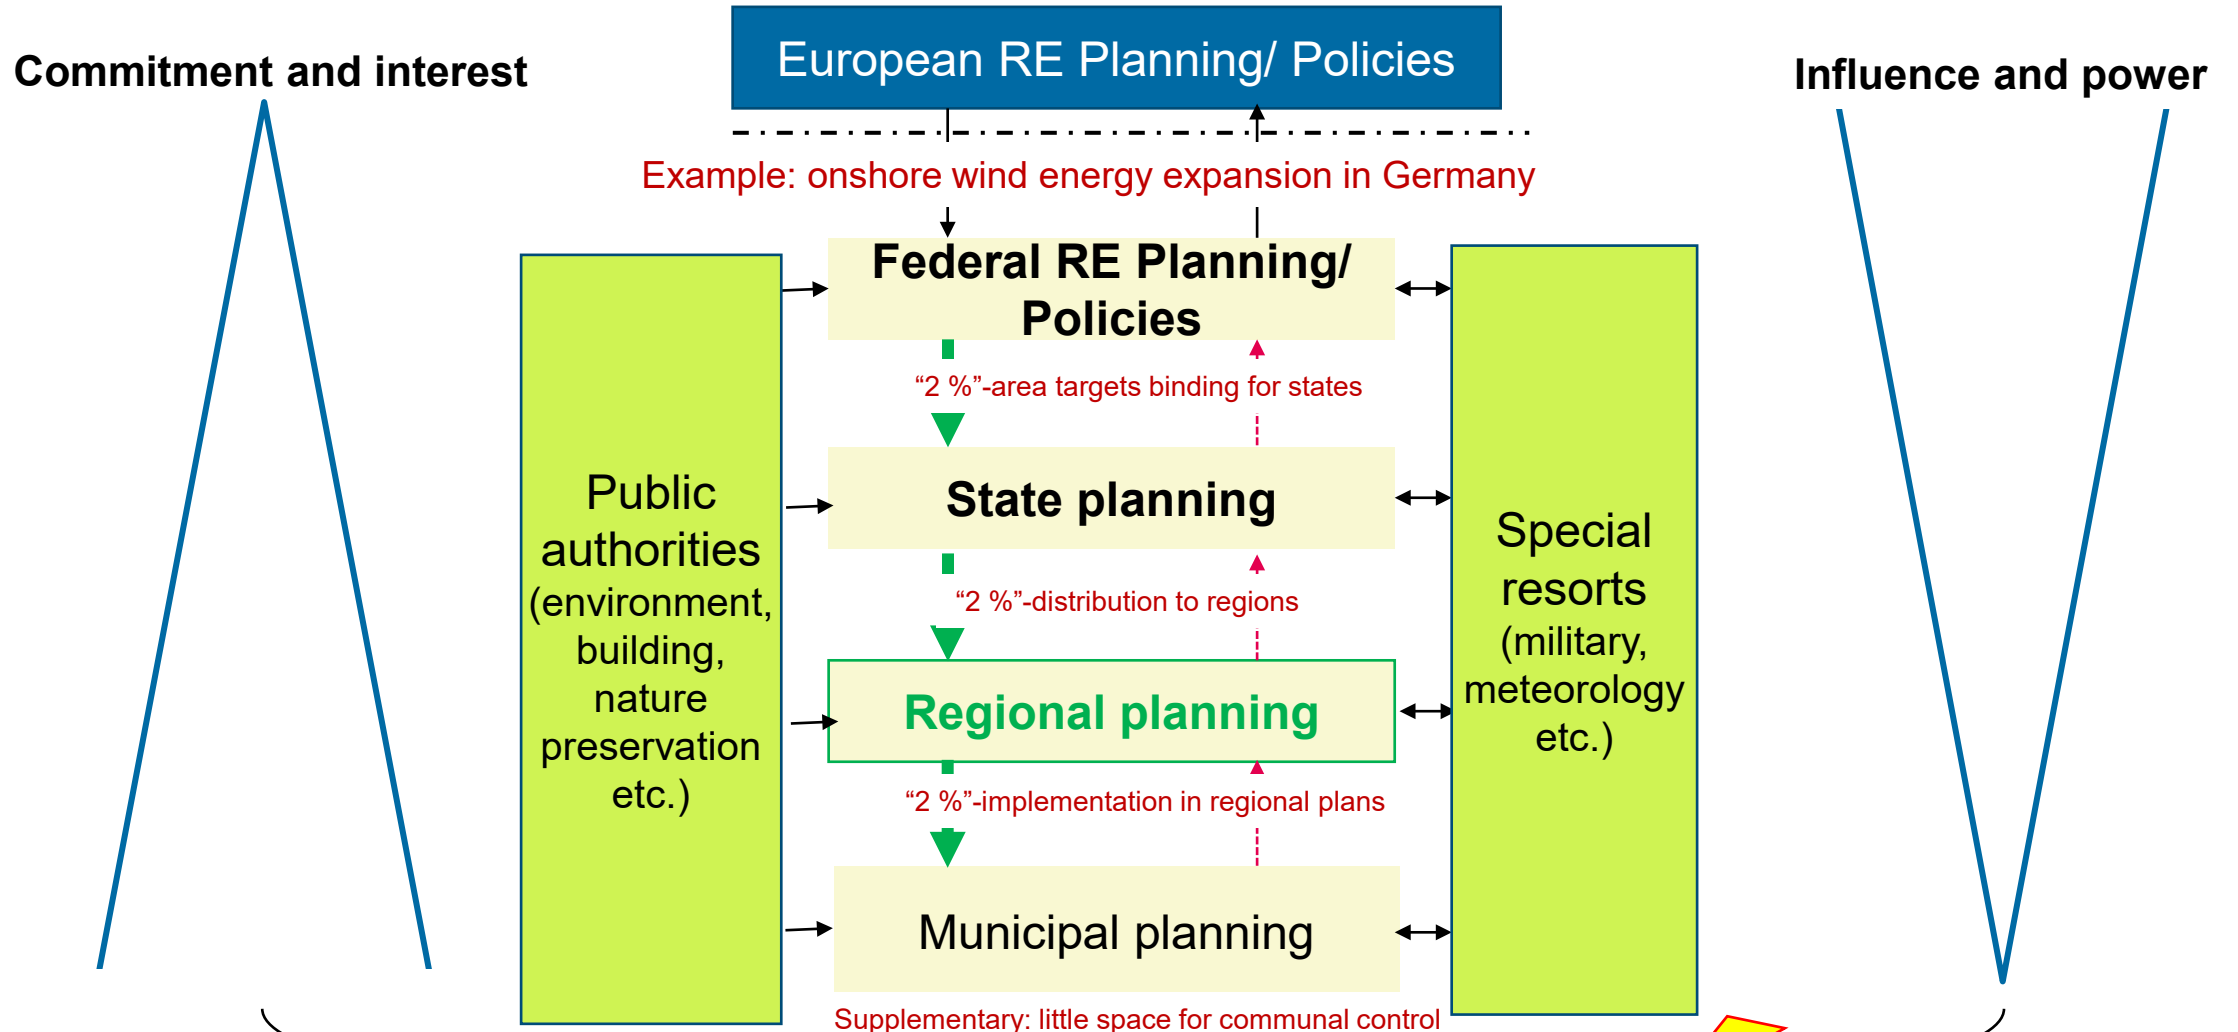 Commitment and interest
European RE Planning/ Policies
Influence and power
Example: onshore wind energy expansion in Germany
Federal RE Planning/
Policies
“2 %”-area targets binding for states
State planning
“2 %”-distribution to regions
Regional planning
“2 %”-implementation in regional plans
Municipal planning
Supplementary: little space for communal control
Public
authorities
(environment,
building,
nature
preservation
etc.)
Special
resorts
(military,
meteorology
etc.)